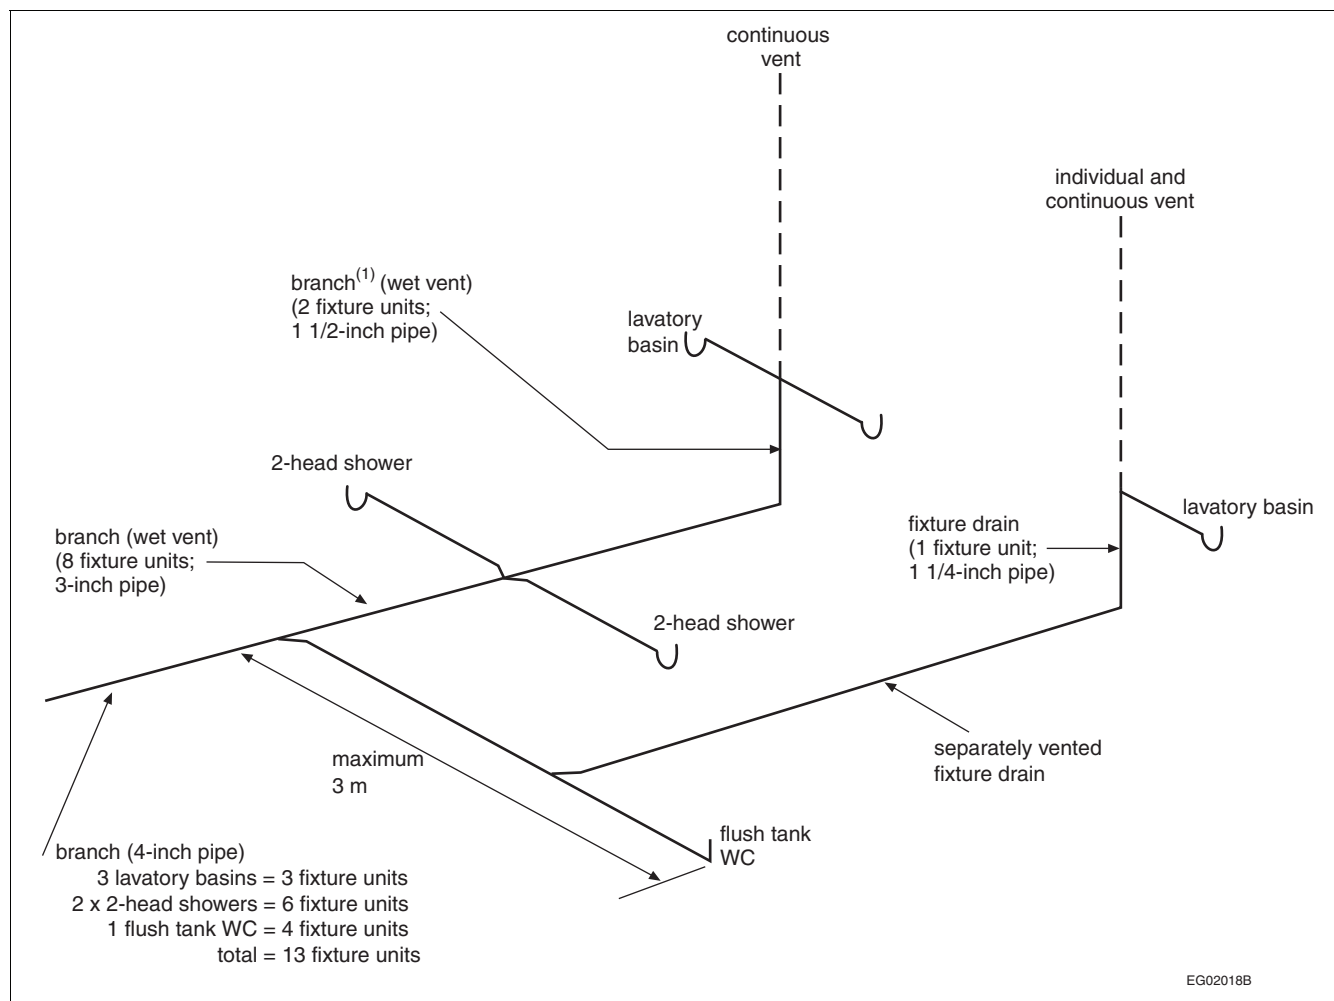 continuous
vent
individual and
continuous vent
branch(1) (wet vent)
(2 fixture units;
1 1/2-inch pipe)
lavatory
basin
2-head shower
lavatory basin
fixture drain
(1 fixture unit;
1 1/4-inch pipe)
branch (wet vent)
(8 fixture units;
3-inch pipe)
2-head shower
maximum
3 m
separately vented
fixture drain
flush tank
WC
branch (4-inch pipe)
3 lavatory basins = 3 fixture units
2 x 2-head showers = 6 fixture units
1 flush tank WC = 4 fixture units
total = 13 fixture units
EG02018B